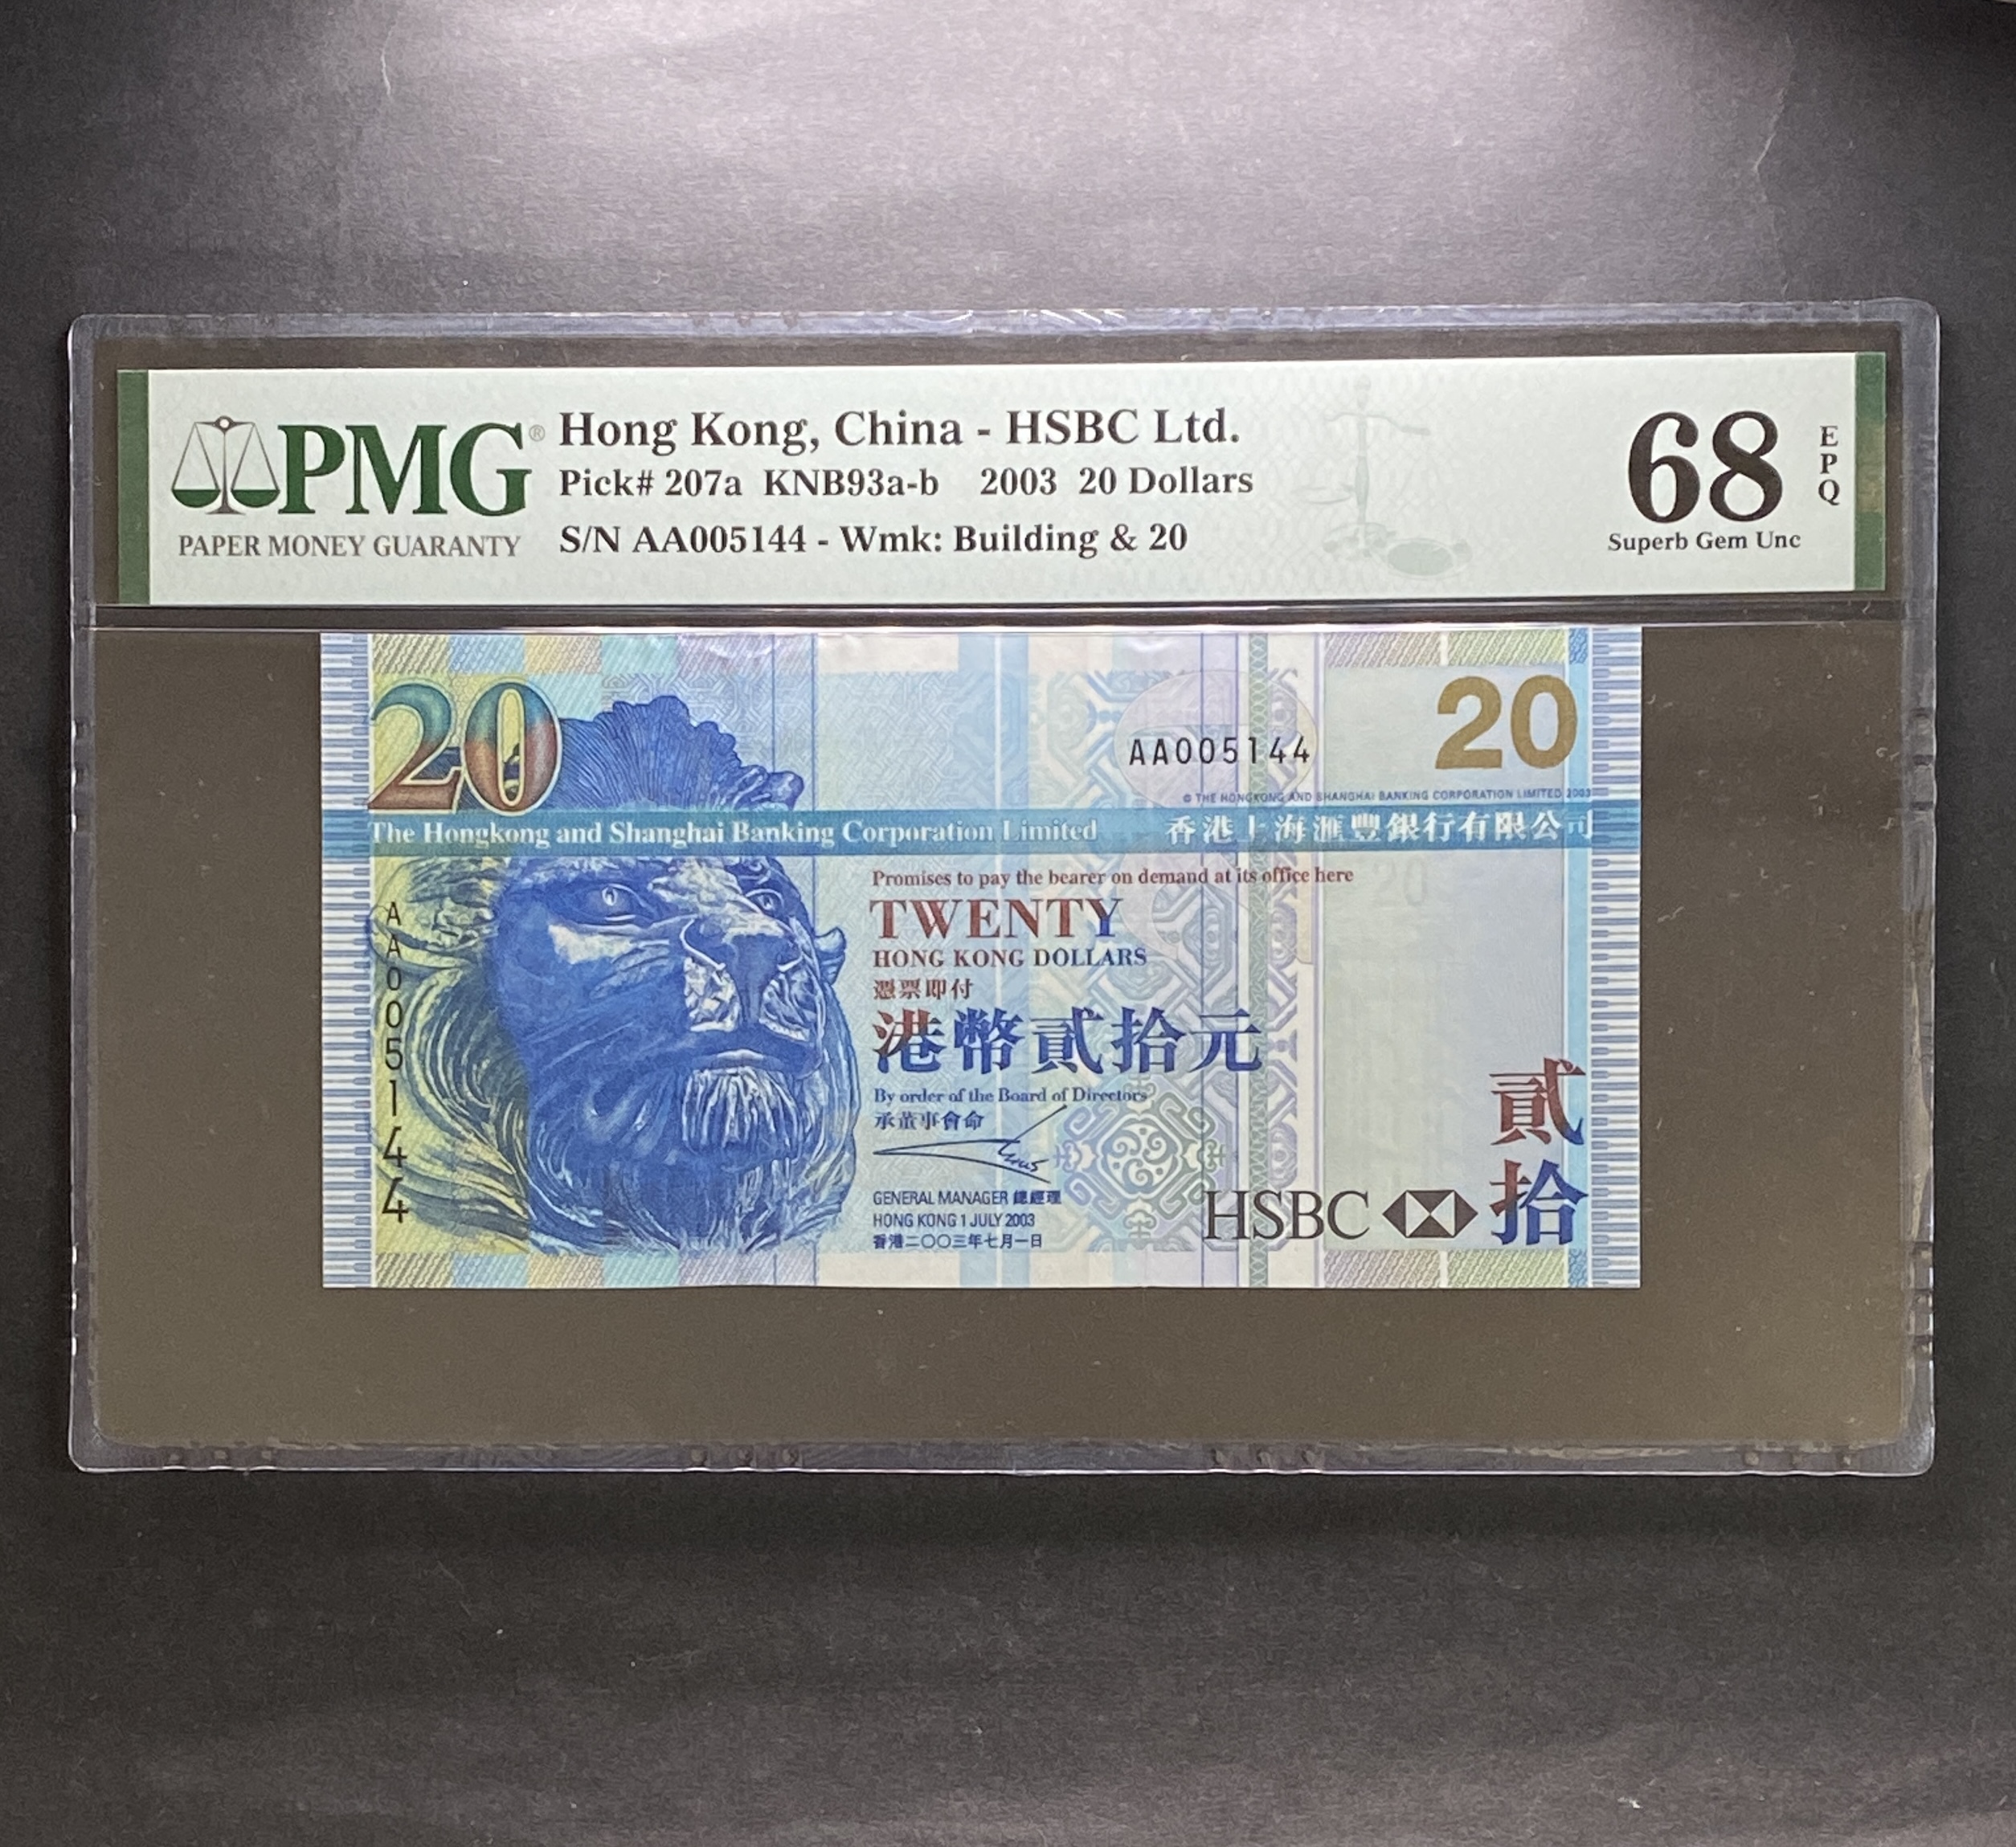 PMG®
PAPER MONEY GUARANTY
Hong Kong, China - HSBC Ltd.
Pick# 207a KNB93a-b 2003 20 Dollars
S/N AA005144 - Wmk: Building & 20
68
EPQ
Superb Gem Unc
20
AA005144
20
© THE HONGKONG AND SHANGHAI BANKING CORPORATION LIMITED 2003
The Hongkong and Shanghai Banking Corporation Limited 香港上海滙豐銀行有限公司
20
Promises to pay the bearer on demand at its office here
TWENTY
HONG KONG DOLLARS
憑票即付
港幣貳拾元
By order of the Board of Directors
承董事會命
GENERAL MANAGER 總經理
HONG KONG 1 JULY 2003
香港二〇〇三年七月一日
AA005144
HSBC
貳拾